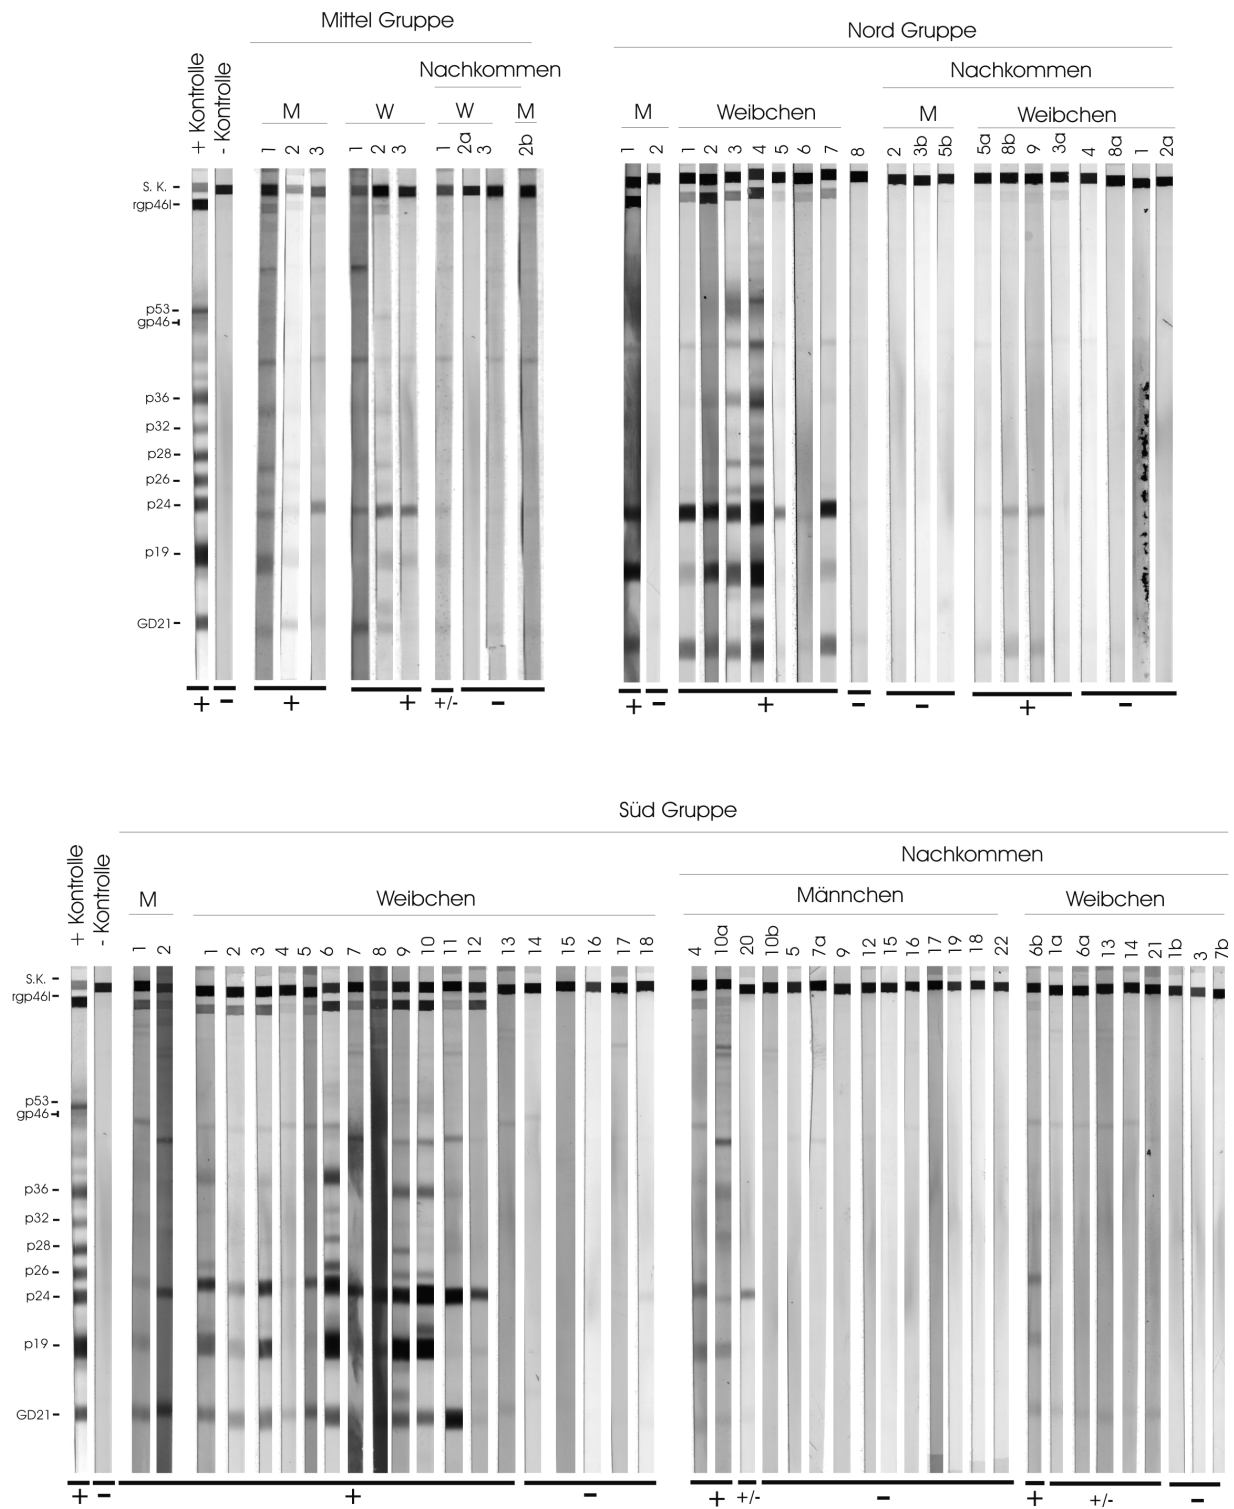 Mittel Gruppe
+ Kontrolle
- Kontrolle
Nachkommen
M W W M
1 2 3 1 2 3 1 2a 3 2b
S. K.
rgp46I
p53
gp46
p36
p32
p28
p26
p24
p19
GD21
+ - + + +/- -
Nord Gruppe
Nachkommen
M Weibchen M Weibchen
1 2 1 2 3 4 5 6 7 8 2 3b 5b 5a 8b 9 3a 4 8a 1 2a
+ - + - - + -
Süd Gruppe
+ Kontrolle
- Kontrolle
Nachkommen
M Weibchen Männchen Weibchen
1 2 1 2 3 4 5 6 7 8 9 10 11 12 13 14 15 16 17 18 4 10a 20 10b 5 7a 9 12 15 16 17 19 18 22 6b 1a 6a 13 14 21 1b 3 7b
S.K.
rgp46I
p53
gp46
p36
p32
p28
p26
p24
p19
GD21
+ - + - + +/- - + +/- -